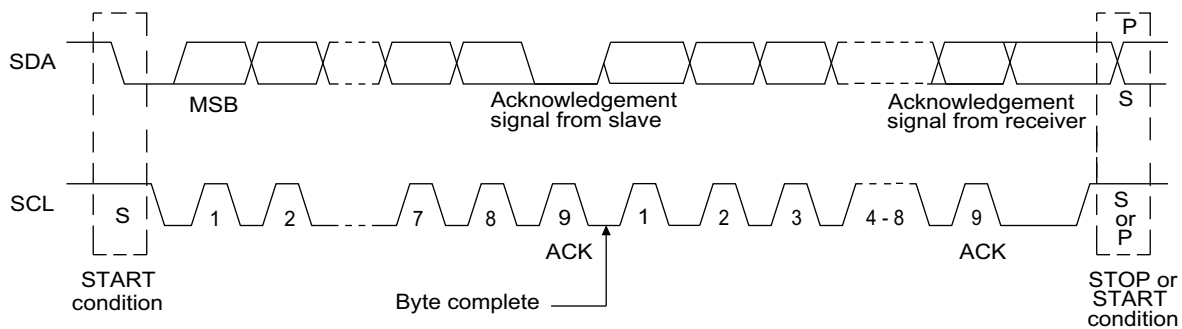 P
SDA
MSB
Acknowledgement
signal from slave
Acknowledgement
signal from receiver
S
SCL
S
1
2
7
8
9
1
2
3
4 - 8
9
S
or
P
ACK
ACK
START
condition
Byte complete
STOP or
START
condition